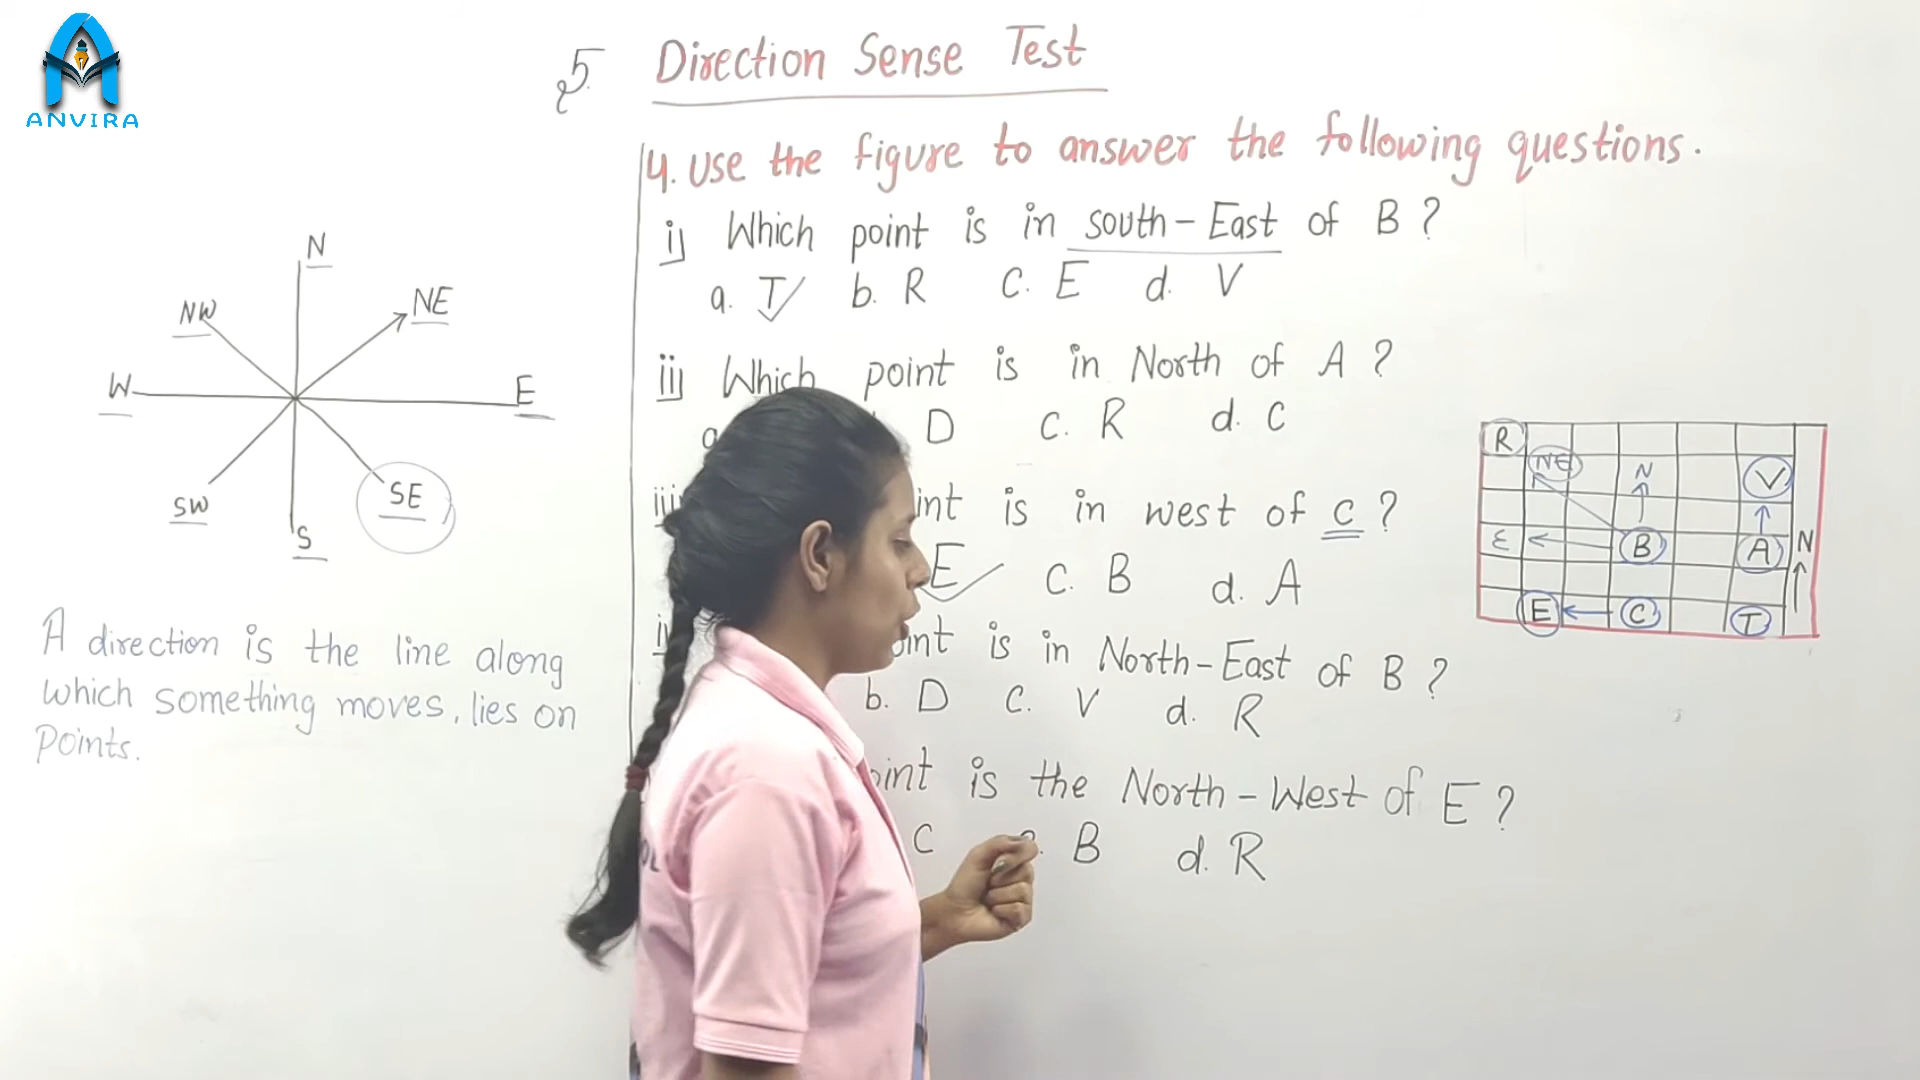 ANVIRA
5. Direction Sense Test
4. Use the figure to answer the following questions.
i) Which point is in south-East of B ?
a. T b. R C. E d. V
ii) Which point is in North of A ?
a D C. R d. C
is in west of C ?
E C. B d. A
is in North-East of B ?
b. D C. V d. R
is the North-West of E ?
C B d. R
N
NW NE
W E
SW SE
S
A direction is the line along
which something moves, lies on
Points.
R
NE N V
E B A N
E C T